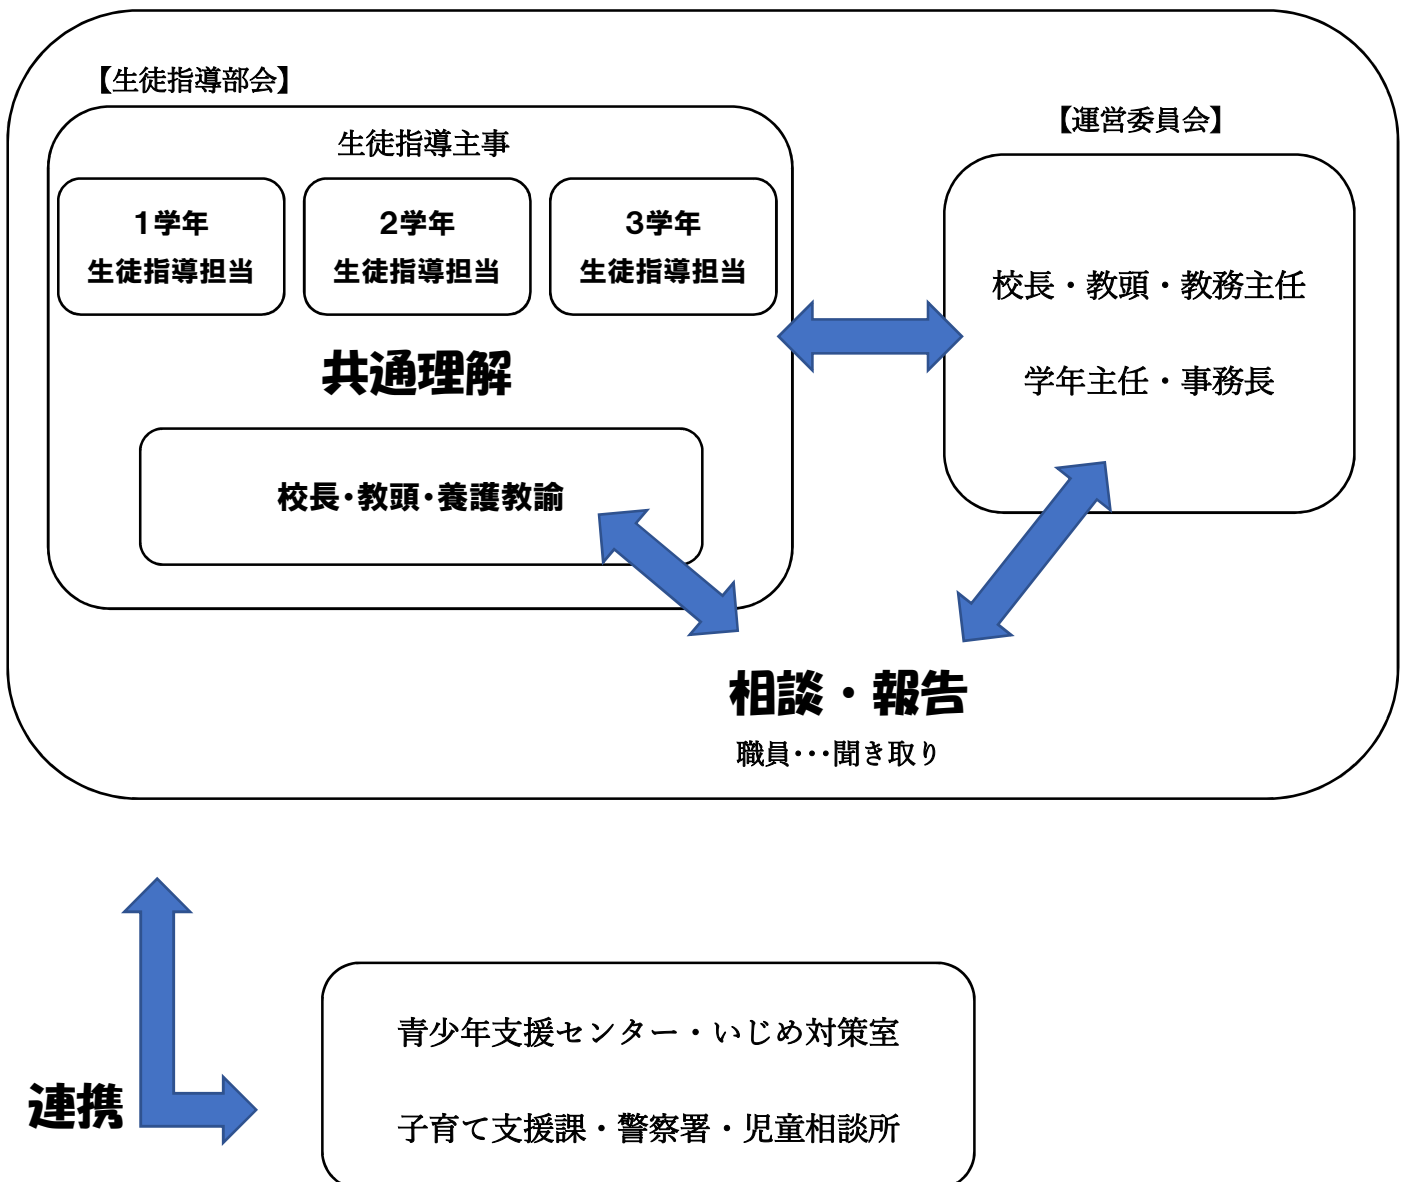 【生徒指導部会】
生徒指導主事
1学年
生徒指導担当
2学年
生徒指導担当
3学年
生徒指導担当
共通理解
校長・教頭・養護教諭
【運営委員会】
校長・教頭・教務主任
学年主任・事務長
相談・報告
職員･･･聞き取り
連携
青少年支援センター・いじめ対策室
子育て支援課・警察署・児童相談所